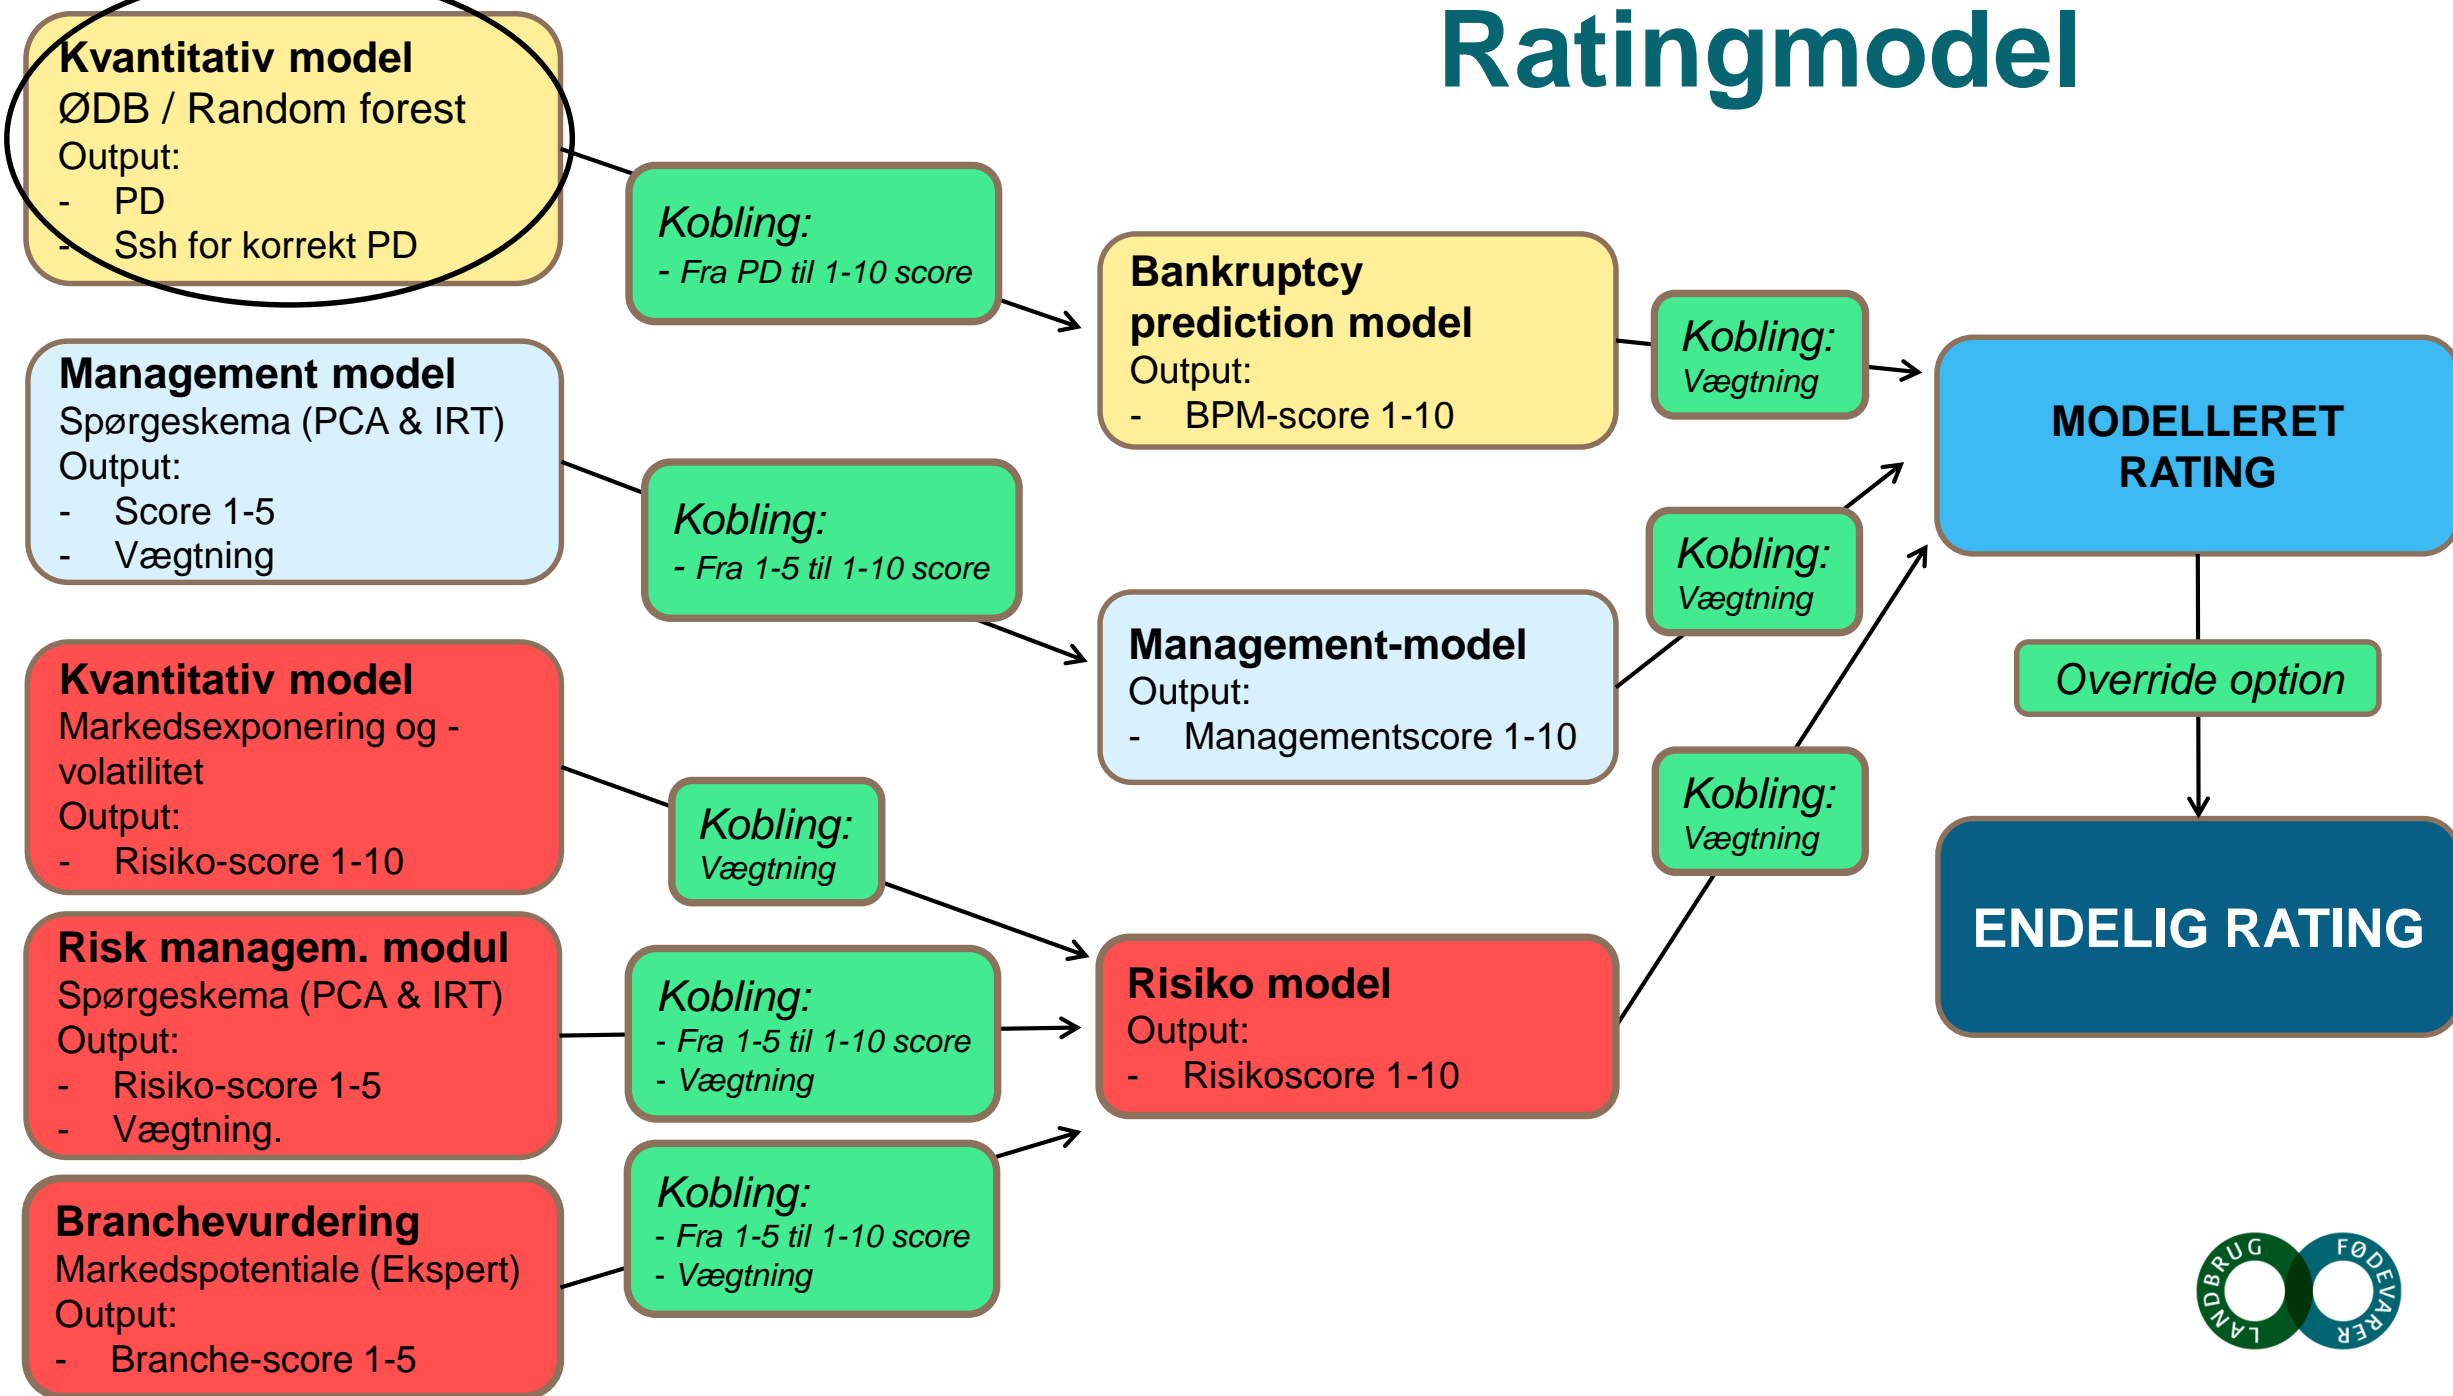 Ratingmodel
Kvantitativ model
ØDB / Random forest
Output:
- PD
- Ssh for korrekt PD
Kobling:
- Fra PD til 1-10 score
Bankruptcy
prediction model
Output:
- BPM-score 1-10
Kobling:
Vægtning
Management model
Spørgeskema (PCA & IRT)
Output:
- Score 1-5
- Vægtning
Kobling:
- Fra 1-5 til 1-10 score
Management-model
Output:
- Managementscore 1-10
Kobling:
Vægtning
Kvantitativ model
Markedsexponering og -
volatilitet
Output:
- Risiko-score 1-10
Kobling:
Vægtning
Risk managem. modul
Spørgeskema (PCA & IRT)
Output:
- Risiko-score 1-5
- Vægtning.
Kobling:
- Fra 1-5 til 1-10 score
- Vægtning
Branchevurdering
Markedspotentiale (Ekspert)
Output:
- Branche-score 1-5
Kobling:
- Fra 1-5 til 1-10 score
- Vægtning
Risiko model
Output:
- Risikoscore 1-10
Kobling:
Vægtning
MODELLERET
RATING
Override option
ENDELIG RATING
LANDBRUG
FØDEVARER